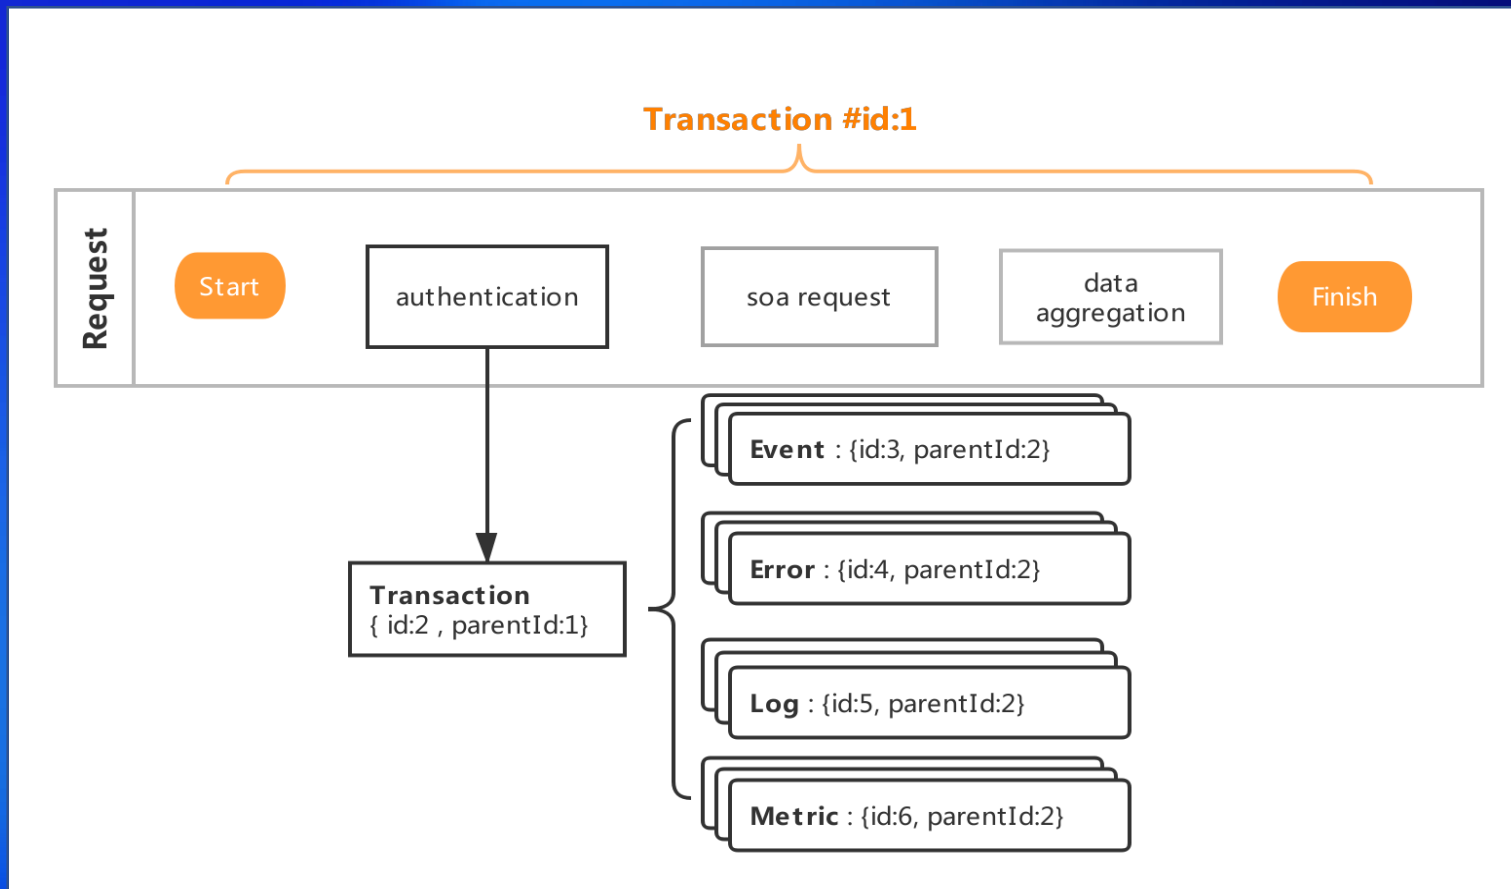 Transaction #id:1
Request
Start
authentication
soa request
data
aggregation
Finish
Event : {id:3, parentId:2}
Error : {id:4, parentId:2}
Transaction
{ id:2 , parentId:1}
Log : {id:5, parentId:2}
Metric : {id:6, parentId:2}